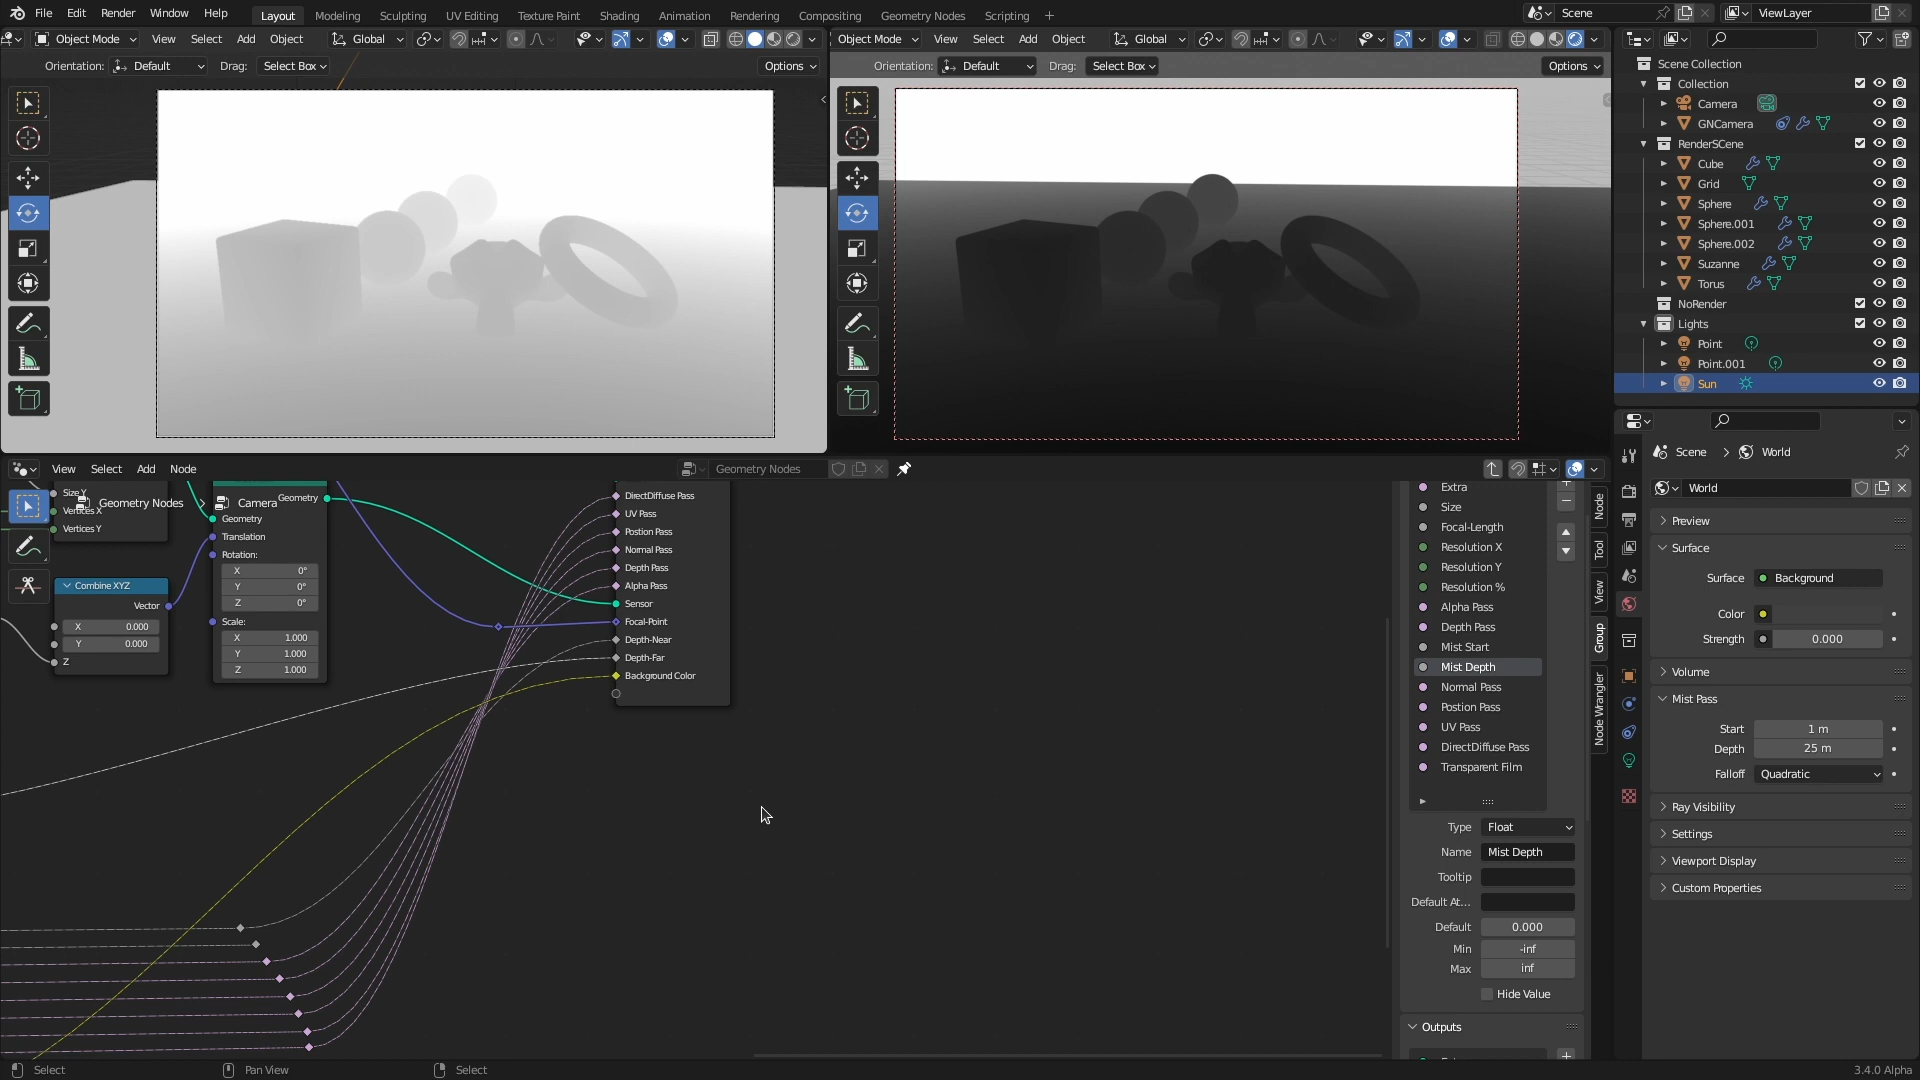 File Edit Render Window Help Layout Modeling Sculpting UV Editing Texture Paint Shading Animation Rendering Compositing Geometry Nodes Scripting + Scene ViewLayer
Object Mode View Select Add Object Global
Object Mode View Select Add Object Global
Orientation: Default Drag: Select Box Options
Orientation: Default Drag: Select Box Options
Scene Collection
Collection
Camera
GNCamera
RenderSCene
Cube
Grid
Sphere
Sphere.001
Sphere.002
Suzanne
Torus
NoRender
Lights
Point
Point.001
Sun
View Select Add Node Geometry Nodes
Geometry Nodes > Camera
Size Y
Vertices X
Vertices Y
Combine XYZ
Vector
X 0.000
Y 0.000
Z
Geometry
Geometry
Translation
Rotation:
X 0°
Y 0°
Z 0°
Scale:
X 1.000
Y 1.000
Z 1.000
DirectDiffuse Pass
UV Pass
Postion Pass
Normal Pass
Depth Pass
Alpha Pass
Sensor
Focal-Point
Depth-Near
Depth-Far
Background Color
Extra
Size
Focal-Length
Resolution X
Resolution Y
Resolution %
Alpha Pass
Depth Pass
Mist Start
Mist Depth
Normal Pass
Postion Pass
UV Pass
DirectDiffuse Pass
Transparent Film
Type Float
Name Mist Depth
Tooltip
Default At...
Default 0.000
Min -inf
Max inf
Hide Value
Outputs
Node
Tool
View
Group
Node Wrangler
Scene > World
World
Preview
Surface
Surface Background
Color
Strength 0.000
Volume
Mist Pass
Start 1 m
Depth 25 m
Falloff Quadratic
Ray Visibility
Settings
Viewport Display
Custom Properties
Select Pan View Select 3.4.0 Alpha